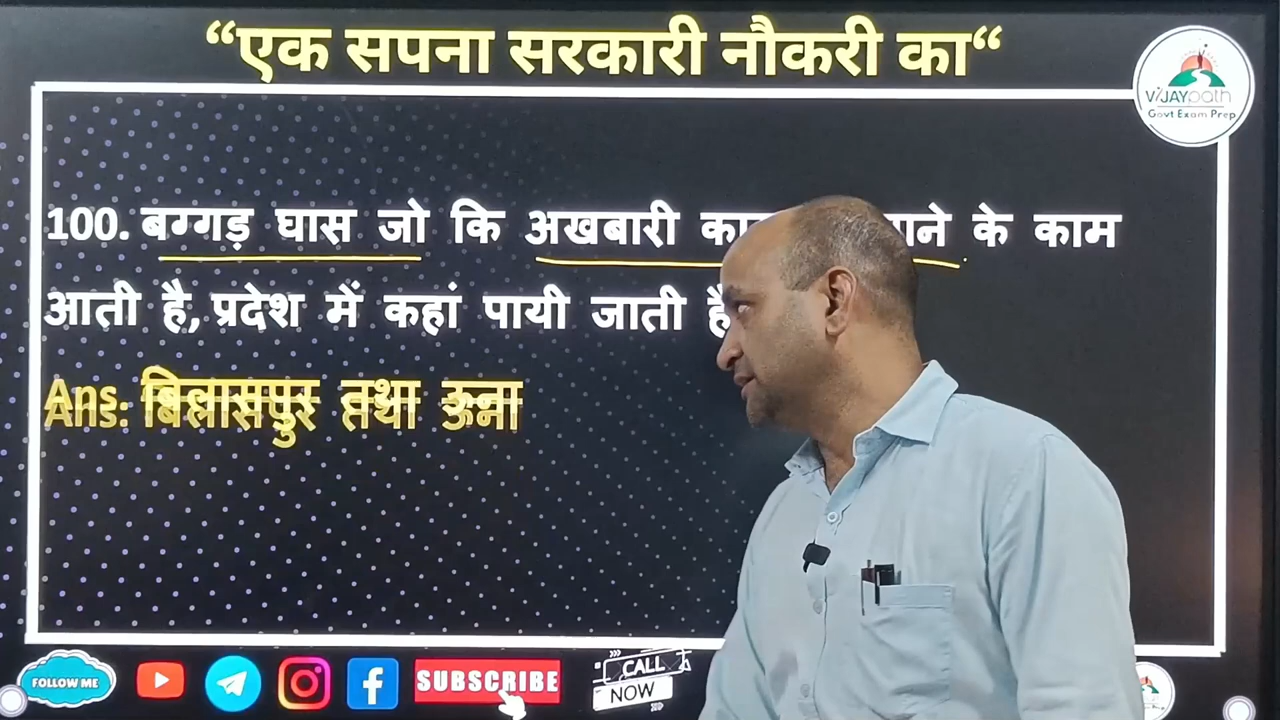 “एक सपना सरकारी नौकरी का“
VIJAYPATH
Govt Exam Prep
100. बग्गड़ घास जो कि अखबारी के काम
आती है, प्रदेश में कहां पायी जाती है
Ans: बिलासपुर तथा ऊना
FOLLOW ME
SUBSCRIBE
CALL
NOW